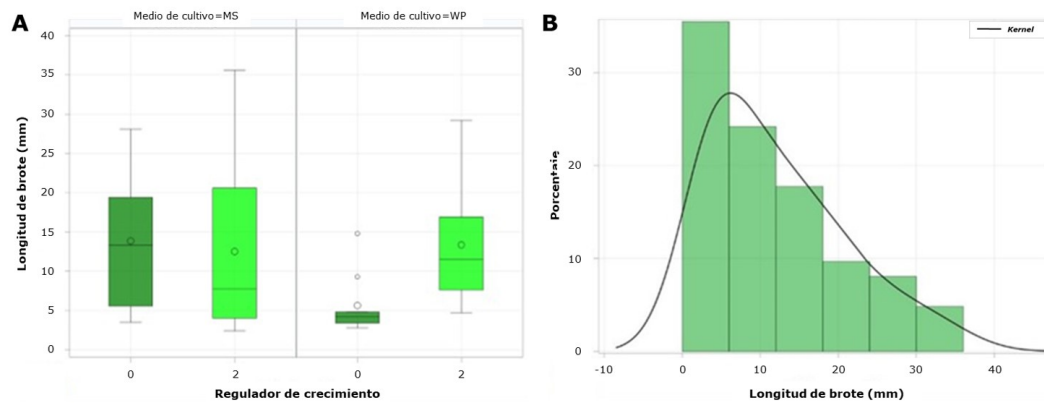 A
Medio de cultivo=MS
Medio de cultivo=WP
Longitud de brote (mm)
40
35
30
25
20
15
10
5
0
0
2
0
2
Regulador de crecimiento
B
Kernel
Porcentaje
30
20
10
0
-10
0
10
20
30
40
Longitud de brote (mm)